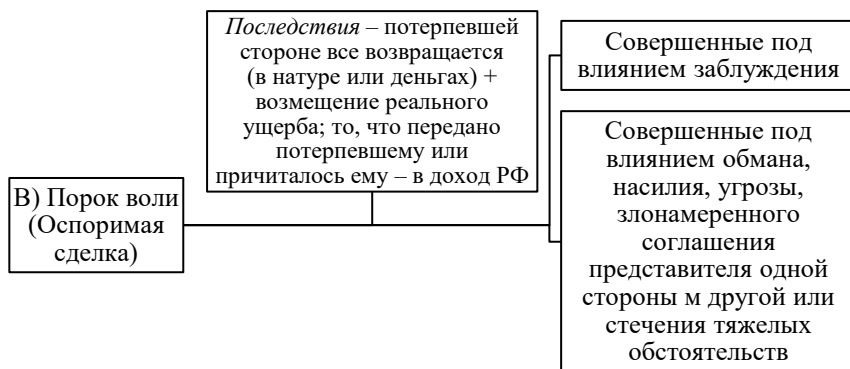 В) Порок воли
(Оспоримая
сделка)
Последствия – потерпевшей
стороне все возвращается
(в натуре или деньгах) +
возмещение реального
ущерба; то, что передано
потерпевшему или
причиталось ему – в доход РФ
Совершенные под
влиянием заблуждения
Совершенные под
влиянием обмана,
насилия, угрозы,
злонамеренного
соглашения
представителя одной
стороны м другой или
стечения тяжелых
обстоятельств